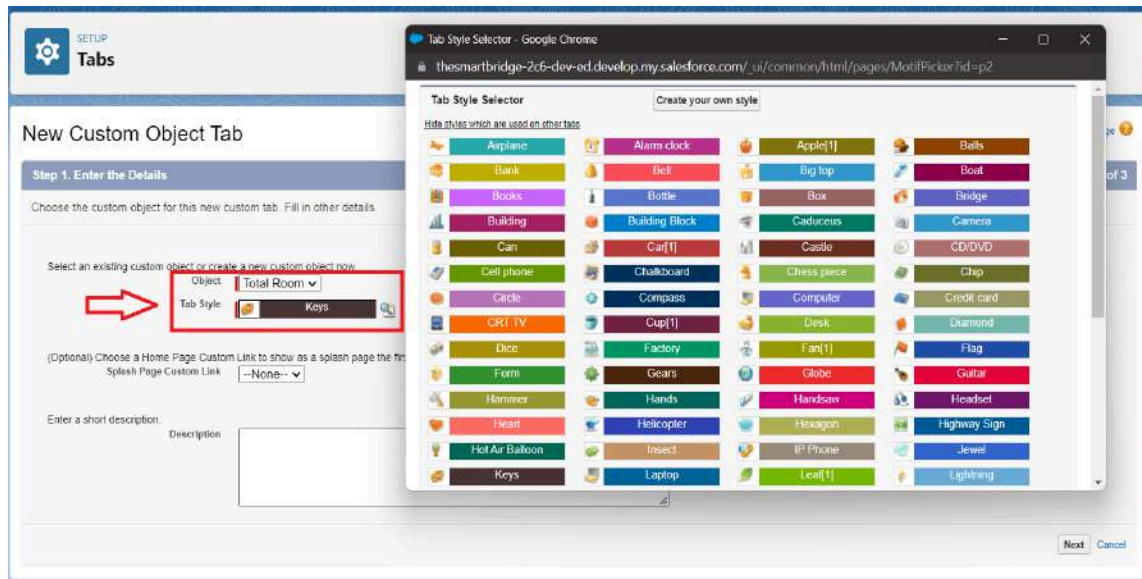 SETUP
Tabs
New Custom Object Tab
Step 1. Enter the Details
of 3
Choose the custom object for this new custom tab. Fill in other details.
Select an existing custom object or create a new custom object now.
Object Total Room
Tab Style Keys
(Optional) Choose a Home Page Custom Link to show as a splash page the
Splash Page Custom Link --None--
Enter a short description.
Description
Next Cancel
Tab Style Selector - Google Chrome
thesmartbridge-2c6-dev-ed.develop.my.salesforce.com/_ui/common/html/pages/MotifPicker?id=p2
Tab Style Selector Create your own style
Hide styles which are used on other tabs
Airplane Alarm clock Apple[1] Balls
Bank Bell Big top Boat
Books Bottle Box Bridge
Building Building Block Caduceus Camera
Can Car[1] Castle CD/DVD
Cell phone Chalkboard Chess piece Chip
Circle Compass Computer Credit card
CRT TV Cup[1] Desk Diamond
Dice Factory Fan[1] Flag
Form Gears Globe Guitar
Hammer Hands Handsaw Headset
Heart Helicopter Hexagon Highway Sign
Hot Air Balloon Insect IP Phone Jewel
Keys Laptop Leaf[1] Lightning